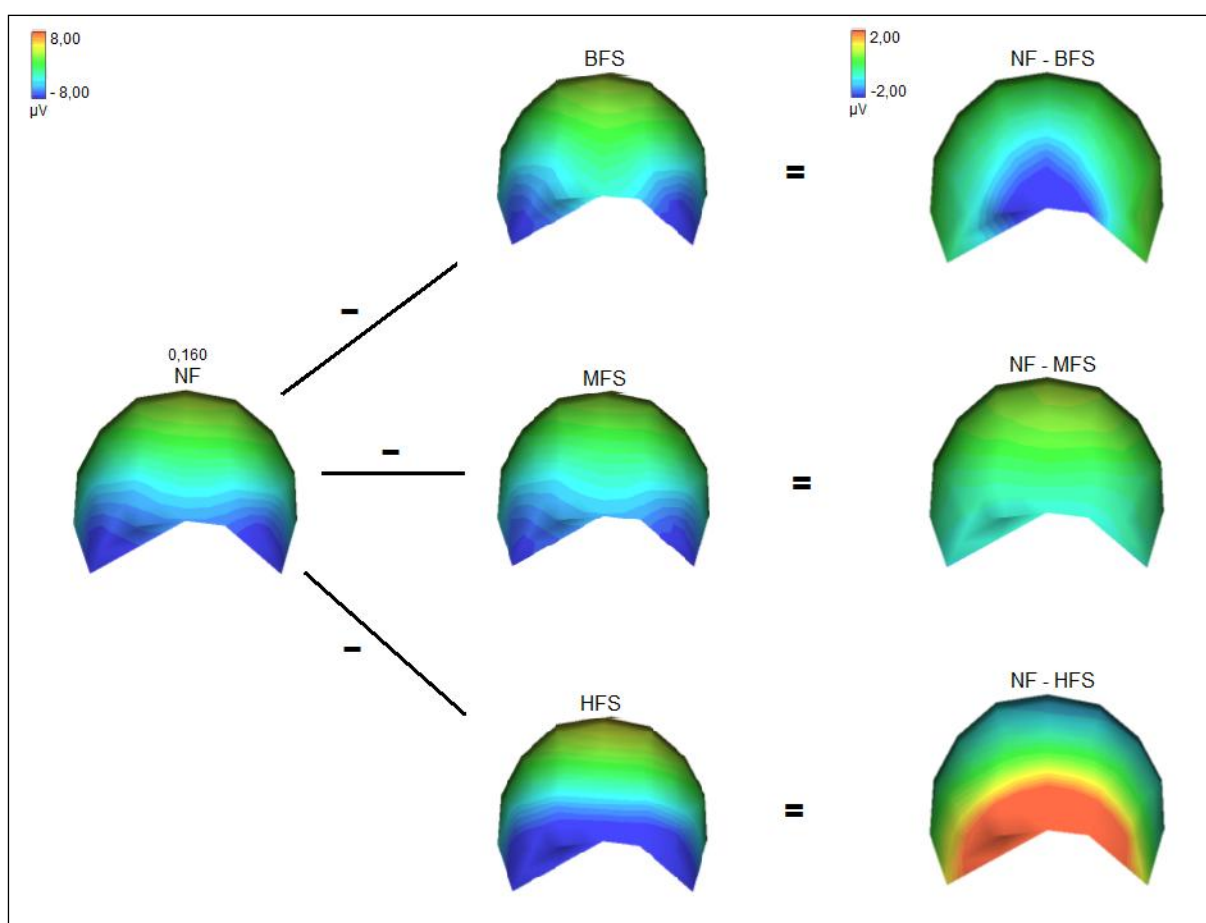 8,00
- 8,00
µV
BFS
2,00
-2,00
µV
NF - BFS
=
-
0,160
NF
-
MFS
=
NF - MFS
-
HFS
=
NF - HFS